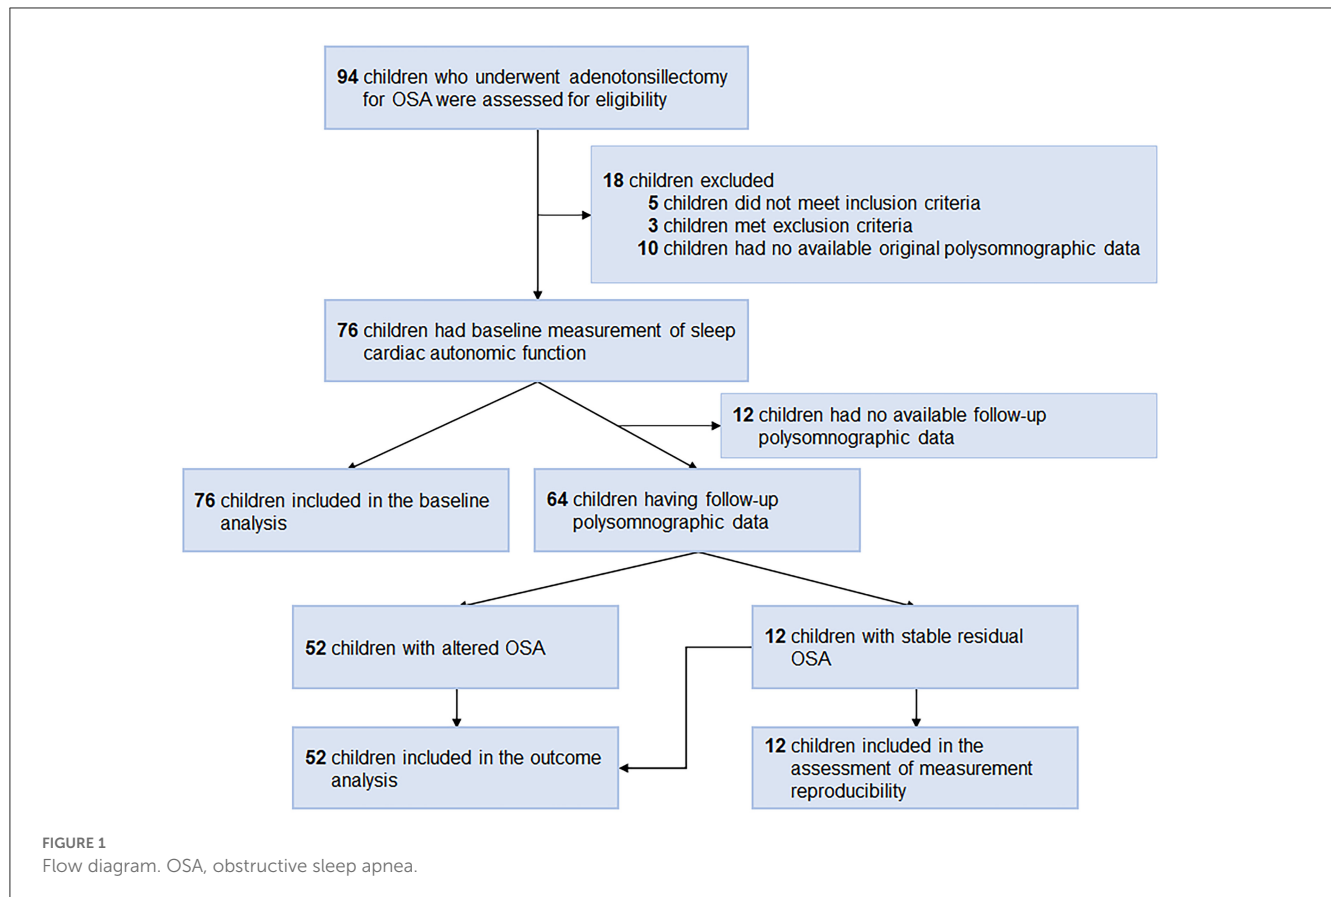 94 children who underwent adenotonsillectomy
for OSA were assessed for eligibility
18 children excluded
5 children did not meet inclusion criteria
3 children met exclusion criteria
10 children had no available original polysomnographic data
76 children had baseline measurement of sleep
cardiac autonomic function
12 children had no available follow-up
polysomnographic data
76 children included in the baseline
analysis
64 children having follow-up
polysomnographic data
52 children with altered OSA
12 children with stable residual
OSA
52 children included in the outcome
analysis
12 children included in the
assessment of measurement
reproducibility
FIGURE 1
Flow diagram. OSA, obstructive sleep apnea.